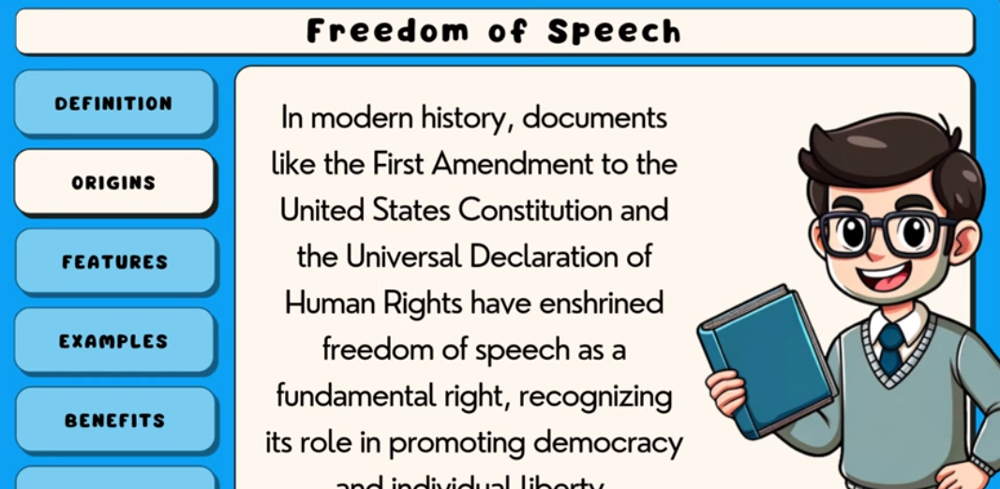 Freedom of Speech
DEFINITION
ORIGINS
FEATURES
EXAMPLES
BENEFITS
In modern history, documents
like the First Amendment to the
United States Constitution and
the Universal Declaration of
Human Rights have enshrined
freedom of speech as a
fundamental right, recognizing
its role in promoting democracy
and individual liberty